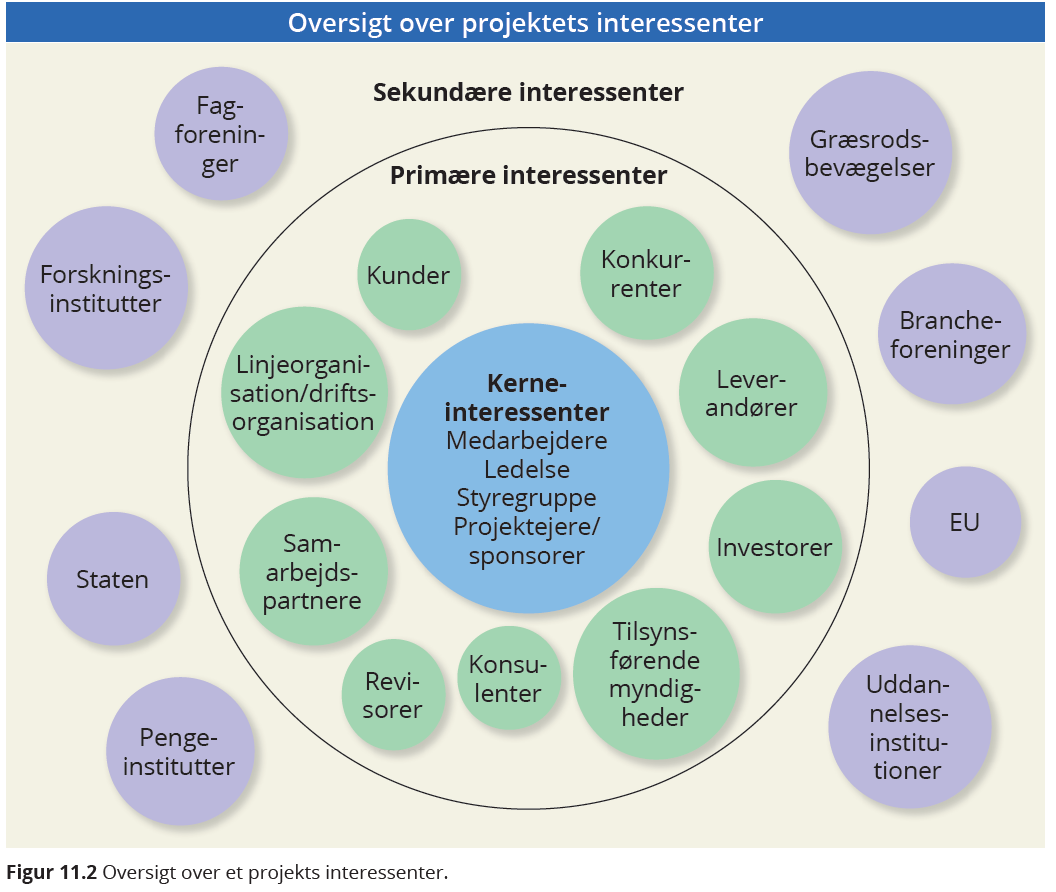 Oversigt over projektets interessenter
Sekundære interessenter
Primære interessenter
Fag-
forenin-
ger
Græsrods-
bevægelser
Forsknings-
institutter
Kunder
Konkur-
renter
Branche-
foreninger
Linjeorgani-
sation/drifts-
organisation
Kerne-
interessenter
Medarbejdere
Ledelse
Styregruppe
Projektejere/
sponsorer
Lever-
andører
EU
Staten
Sam-
arbejds-
partnere
Investorer
Revi-
sorer
Konsu-
lenter
Tilsyns-
førende
myndig-
heder
Penge-
institutter
Uddan-
nelses-
institu-
tioner
Figur 11.2 Oversigt over et projekts interessenter.